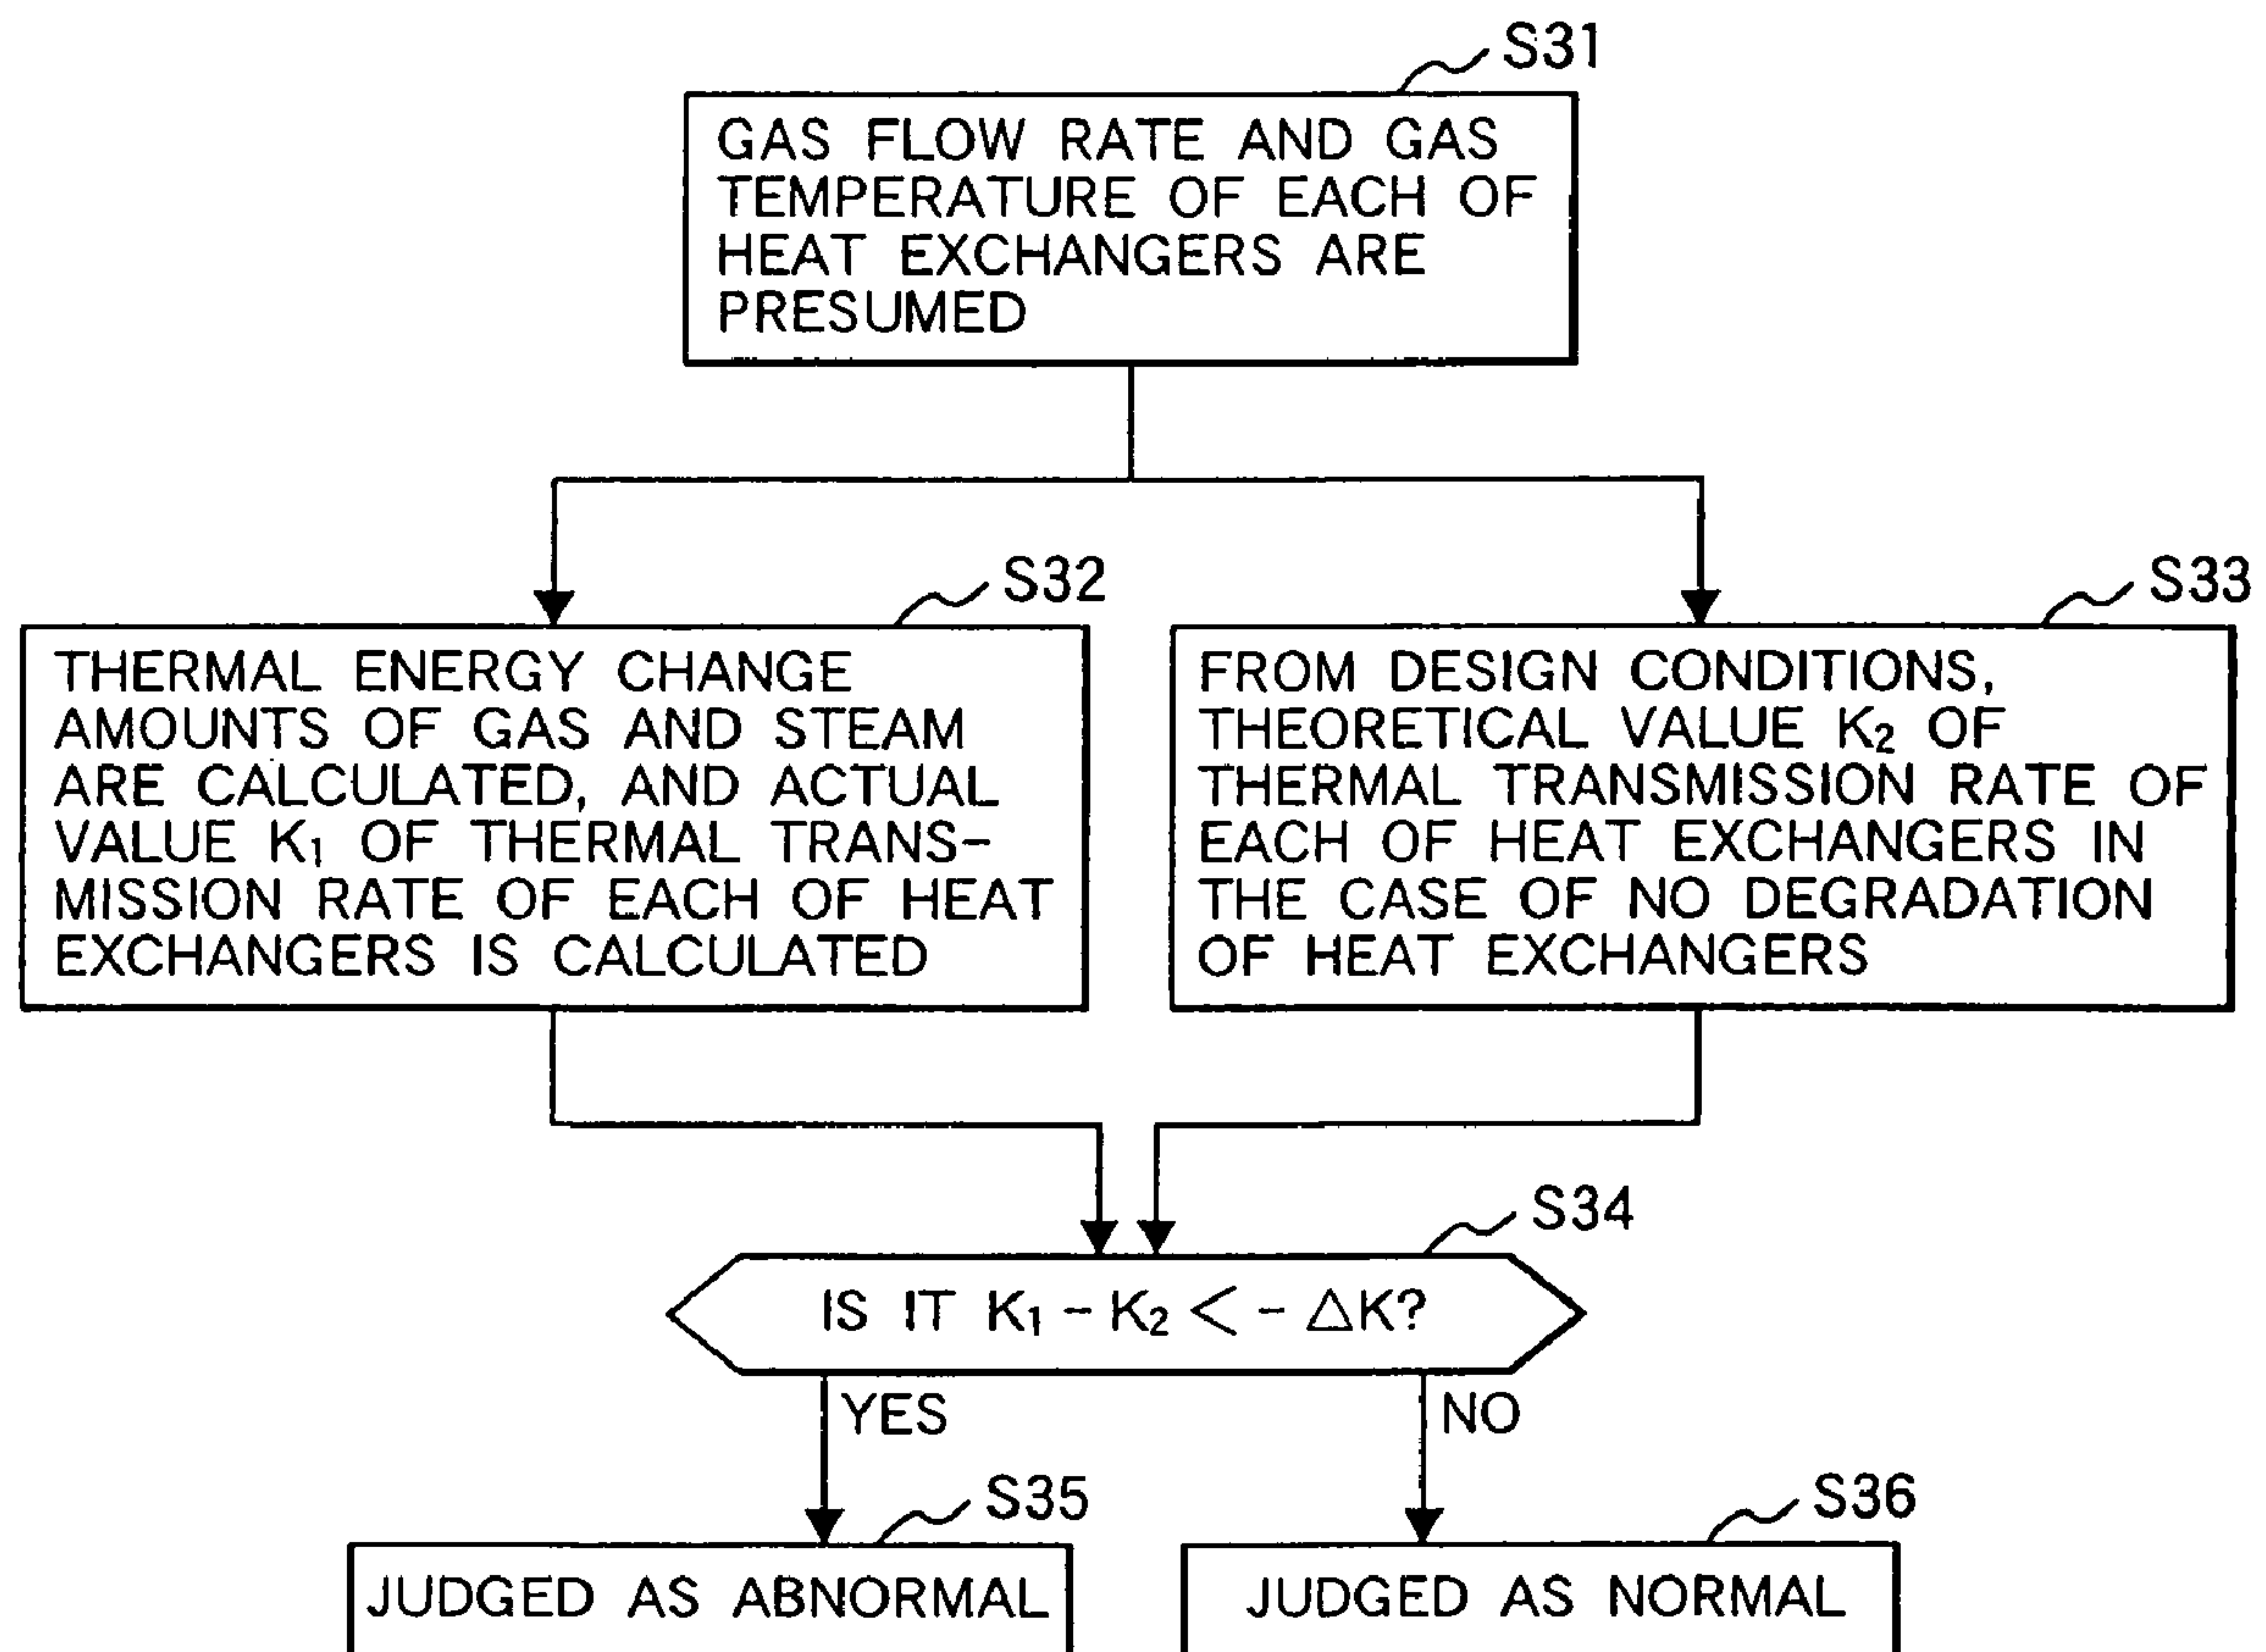 S31
GAS FLOW RATE AND GAS
TEMPERATURE OF EACH OF
HEAT EXCHANGERS ARE
PRESUMED
S32
THERMAL ENERGY CHANGE
AMOUNTS OF GAS AND STEAM
ARE CALCULATED, AND ACTUAL
VALUE K₁ OF THERMAL TRANS-
MISSION RATE OF EACH OF HEAT
EXCHANGERS IS CALCULATED
S33
FROM DESIGN CONDITIONS,
THEORETICAL VALUE K₂ OF
THERMAL TRANSMISSION RATE OF
EACH OF HEAT EXCHANGERS IN
THE CASE OF NO DEGRADATION
OF HEAT EXCHANGERS
S34
IS IT K₁ - K₂ < - △K?
YES
NO
S35
JUDGED AS ABNORMAL
S36
JUDGED AS NORMAL